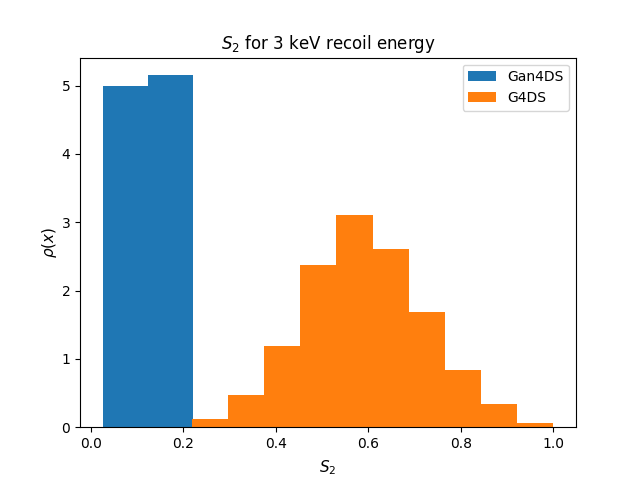 S₂ for 3 keV recoil energy
Gan4DS
G4DS
ρ(x)
5
4
3
2
1
0
0.0 0.2 0.4 0.6 0.8 1.0
S₂